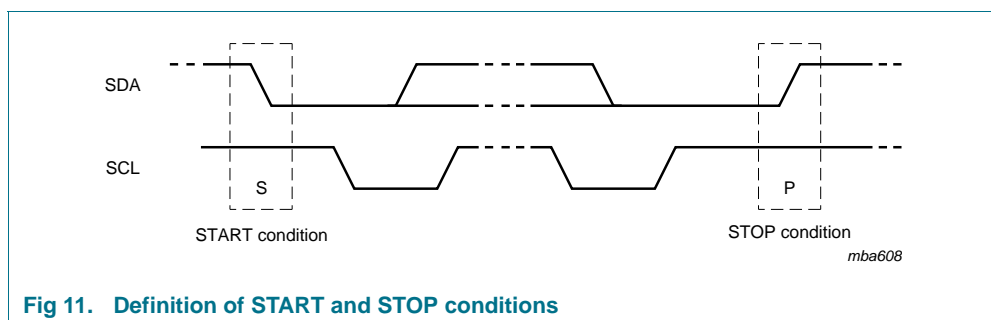 SDA
SCL
S
P
START condition
STOP condition
mba608
Fig 11. Definition of START and STOP conditions